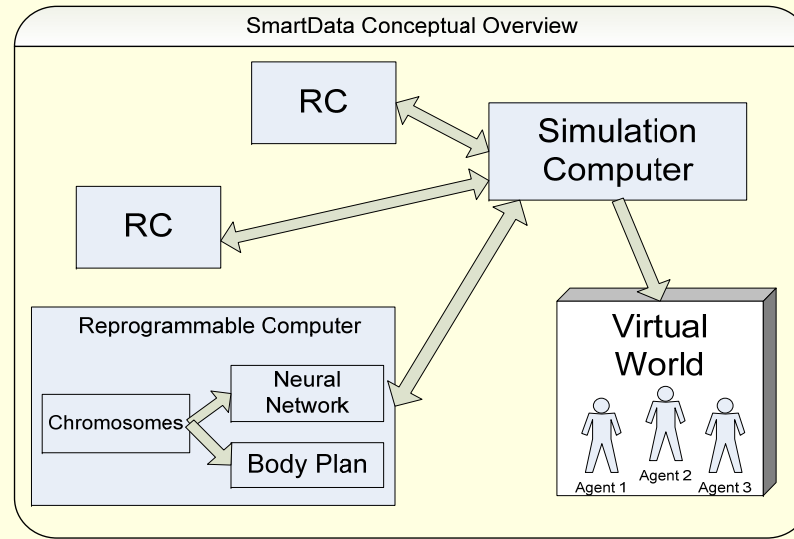 SmartData Conceptual Overview
RC
Simulation
Computer
RC
Reprogrammable Computer
Neural
Network
Chromosomes
Body Plan
Virtual
World
Agent 1
Agent 2
Agent 3